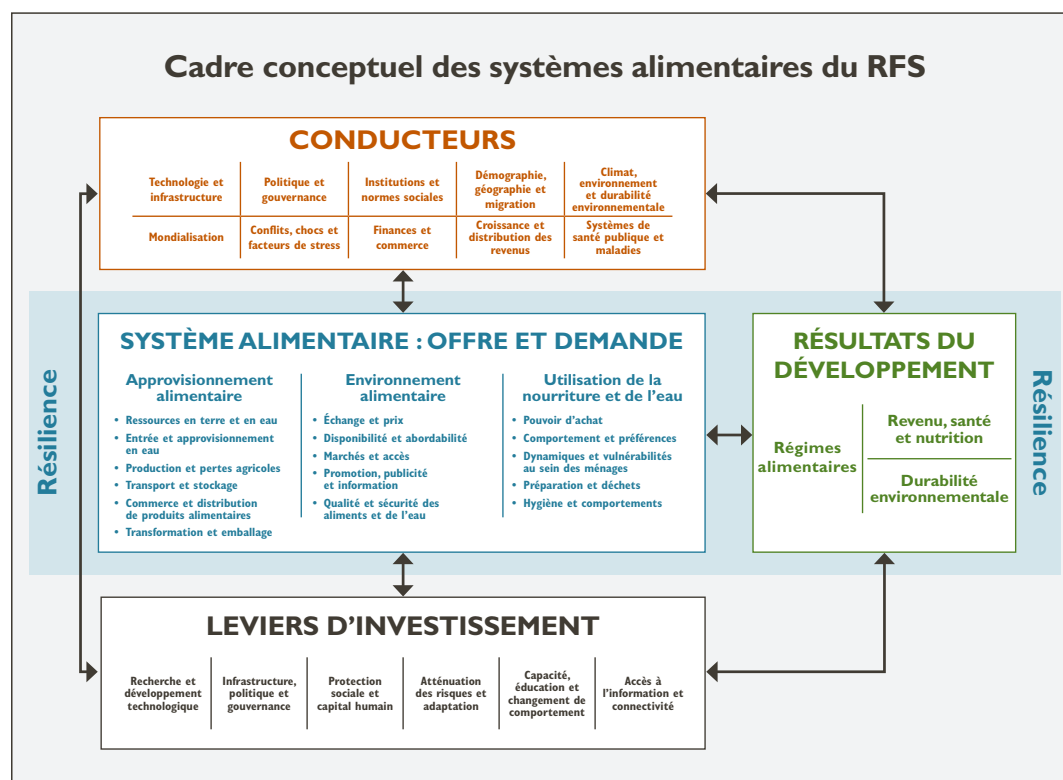 Cadre conceptuel des systèmes alimentaires du RFS
CONDUCTEURS
Technologie et
infrastructure
Politique et
gouvernance
Institutions et
normes sociales
Démographie,
géographie et
migration
Climat,
environnement
et durabilité
environnementale
Mondialisation
Conflits, chocs et
facteurs de stress
Finances et
commerce
Croissance et
distribution des
revenus
Systèmes de
santé publique et
maladies
Résilience
SYSTÈME ALIMENTAIRE : OFFRE ET DEMANDE
Approvisionnement
alimentaire
• Ressources en terre et en eau
• Entrée et approvisionnement
en eau
• Production et pertes agricoles
• Transport et stockage
• Commerce et distribution
de produits alimentaires
• Transformation et emballage
Environnement
alimentaire
• Échange et prix
• Disponibilité et abordabilité
• Marchés et accès
• Promotion, publicité
et information
• Qualité et sécurité des
aliments et de l'eau
Utilisation de la
nourriture et de l'eau
• Pouvoir d'achat
• Comportement et préférences
• Dynamiques et vulnérabilités
au sein des ménages
• Préparation et déchets
• Hygiène et comportements
RÉSULTATS DU
DÉVELOPPEMENT
Régimes
alimentaires
Revenu, santé
et nutrition
Durabilité
environnementale
Résilience
LEVIERS D'INVESTISSEMENT
Recherche et
développement
technologique
Infrastructure,
politique et
gouvernance
Protection
sociale et
capital humain
Atténuation
des risques et
adaptation
Capacité,
éducation et
changement de
comportement
Accès à
l'information et
connectivité